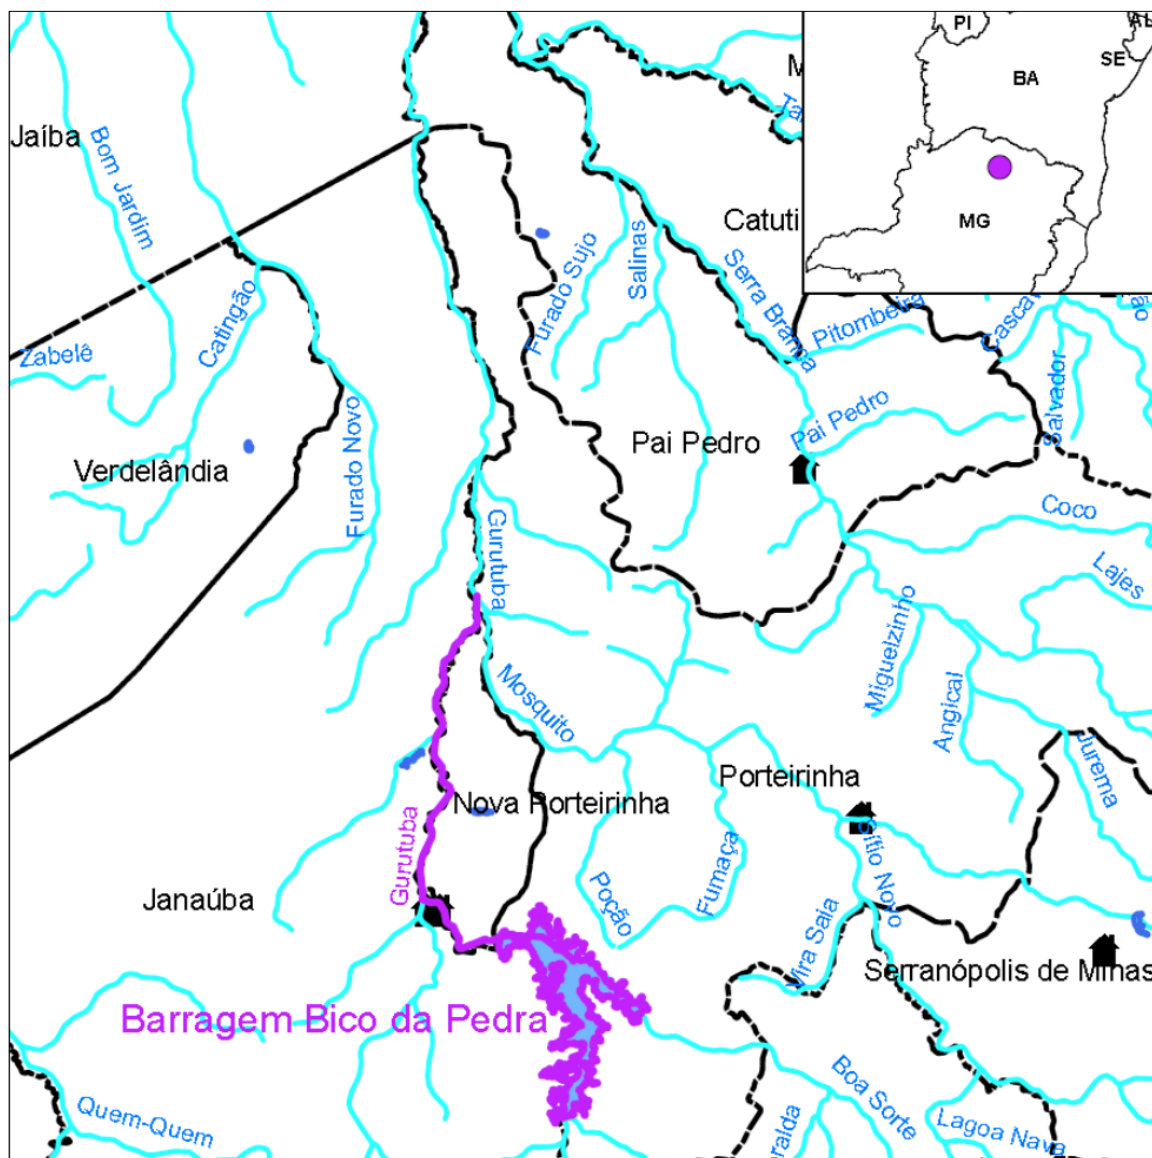 PI
AL
SE
BA
MG
Jaíba
Bom Jardim
Catuti
Furado Sujo
Salinas
Serra Branca
Pitombeira
Zabelê
Catingão
Salvador
Pai Pedro
Pai Pedro
Verdelândia
Furado Novo
Gurutuba
Coco
Lajes
Miguelzinho
Angical
Mosquito
Jurema
Porteirinha
Nova Porteirinha
Gurutuba
Sítio Novo
Fumaça
Poção
Janaúba
Vira Saia
Serranópolis de Minas
Barragem Bico da Pedra
Boa Sorte
Quem-Quem
Lagoa Nova